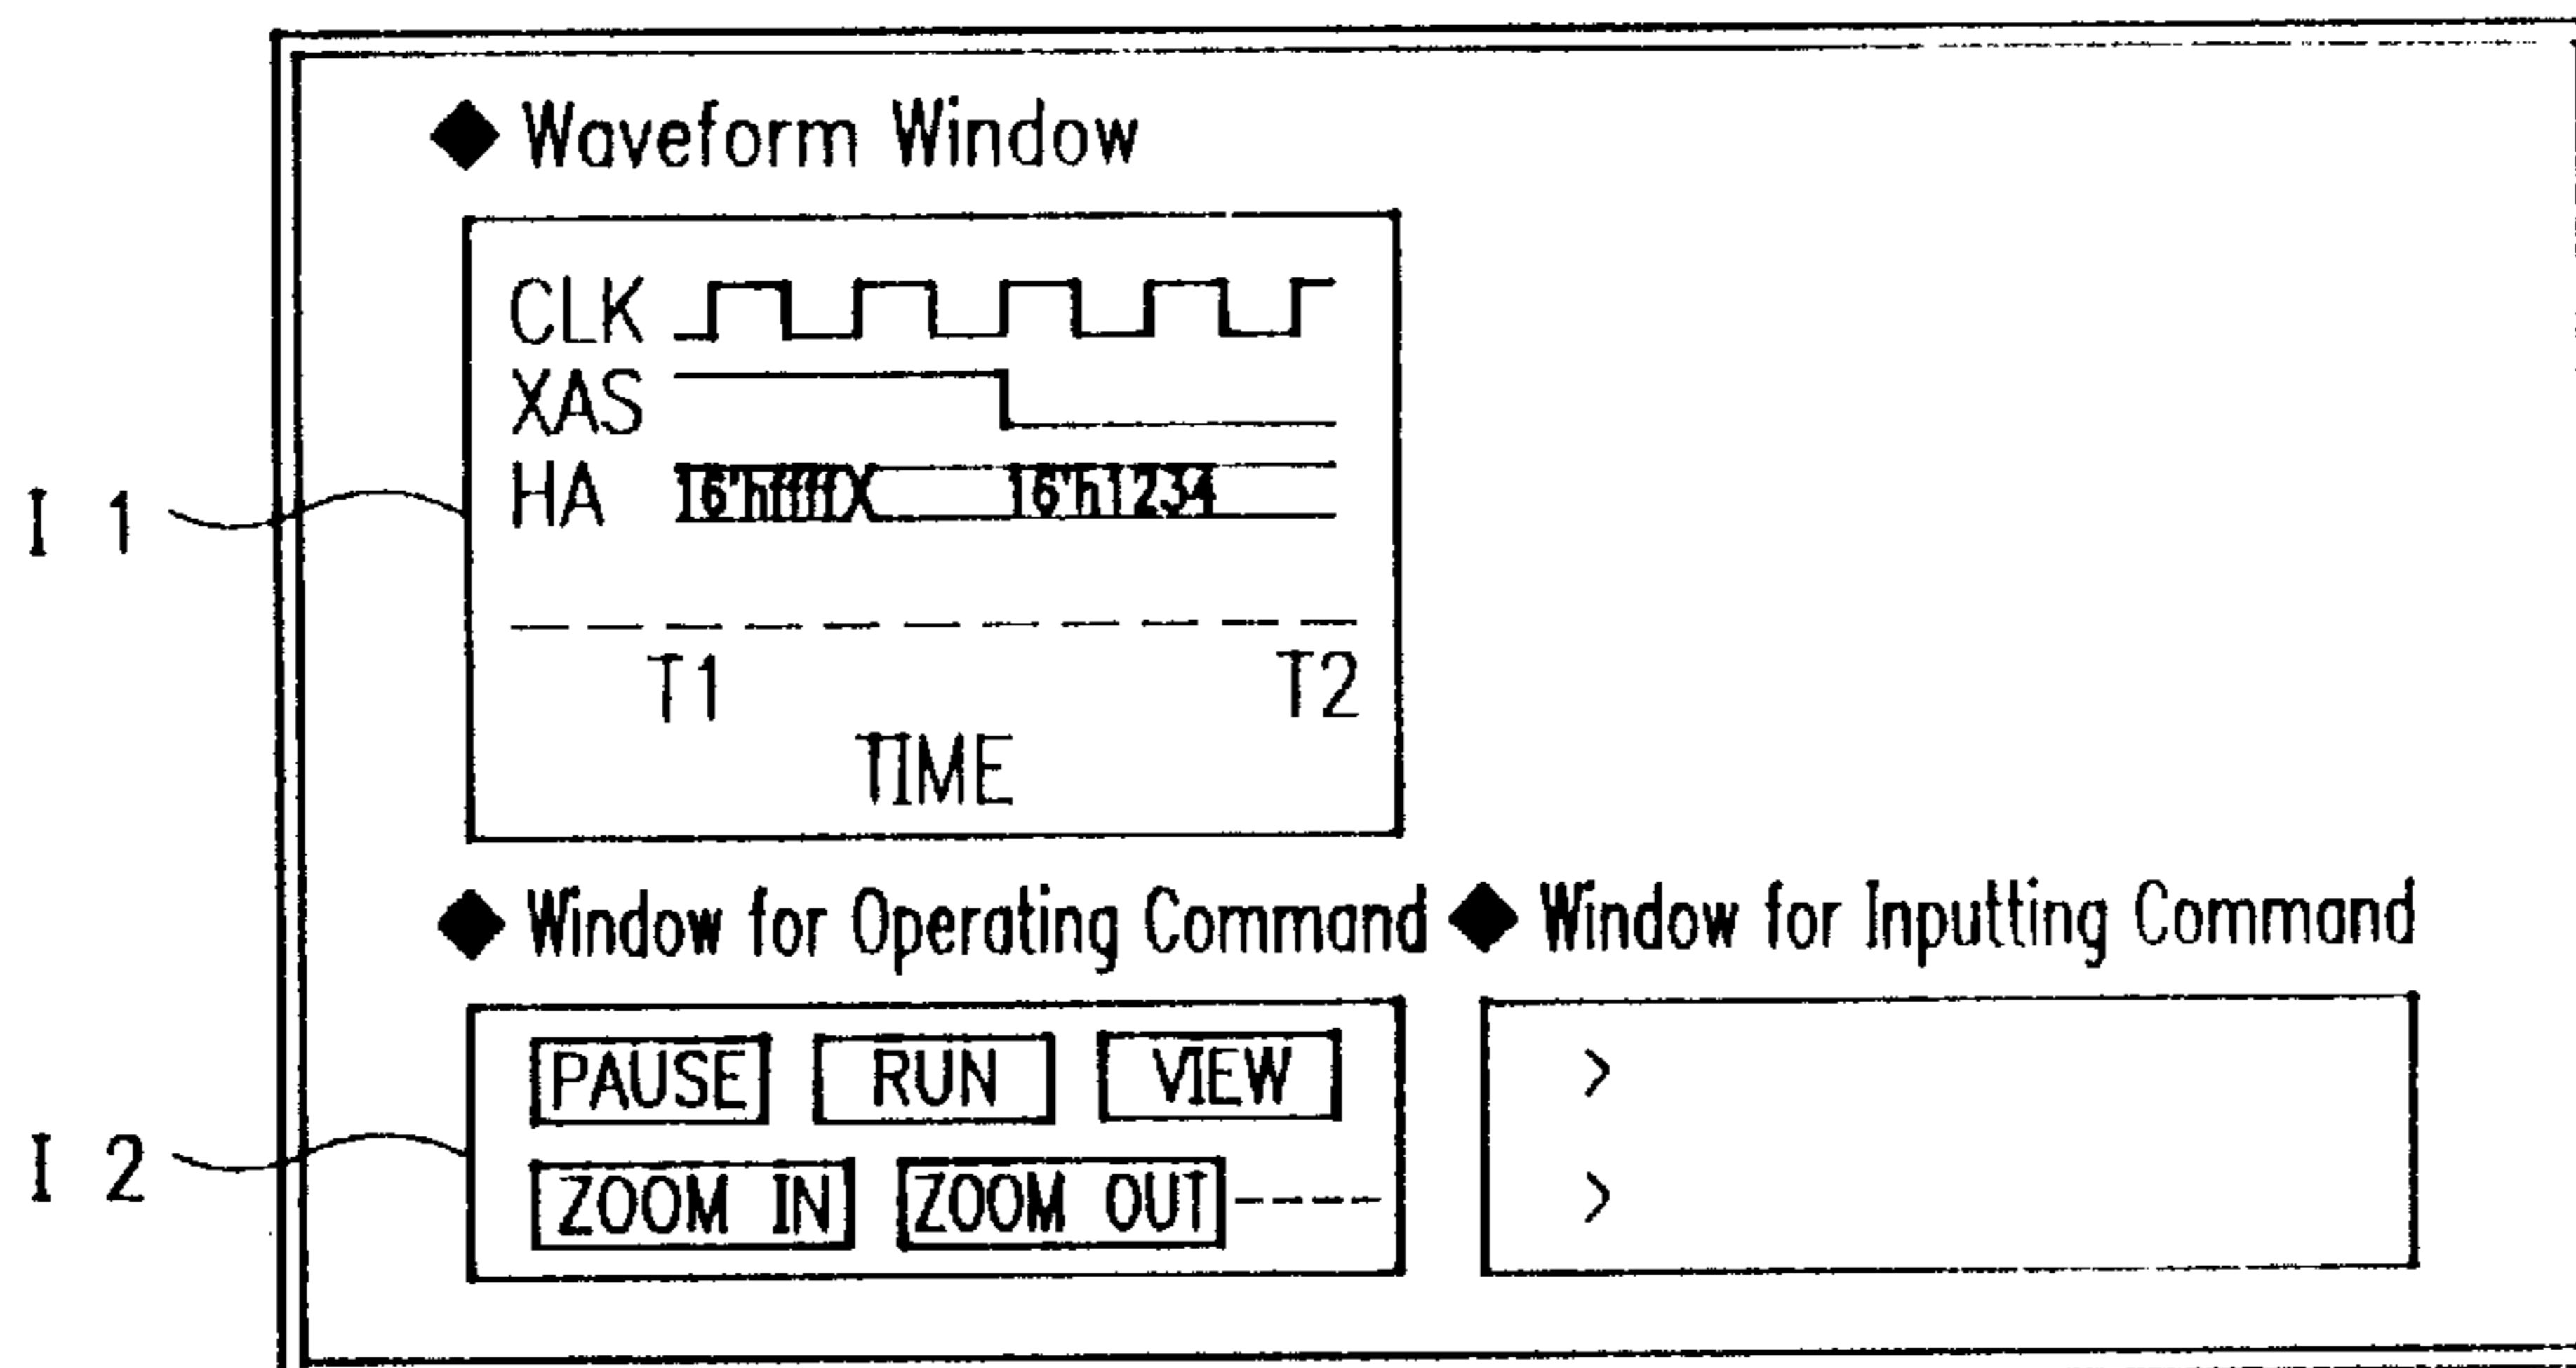 ◆ Waveform Window
CLK
XAS
HA 16'hffff 16'h1234
I 1
T1 T2
TIME
◆ Window for Operating Command ◆ Window for Inputting Command
PAUSE RUN VIEW >
I 2
ZOOM IN ZOOM OUT >